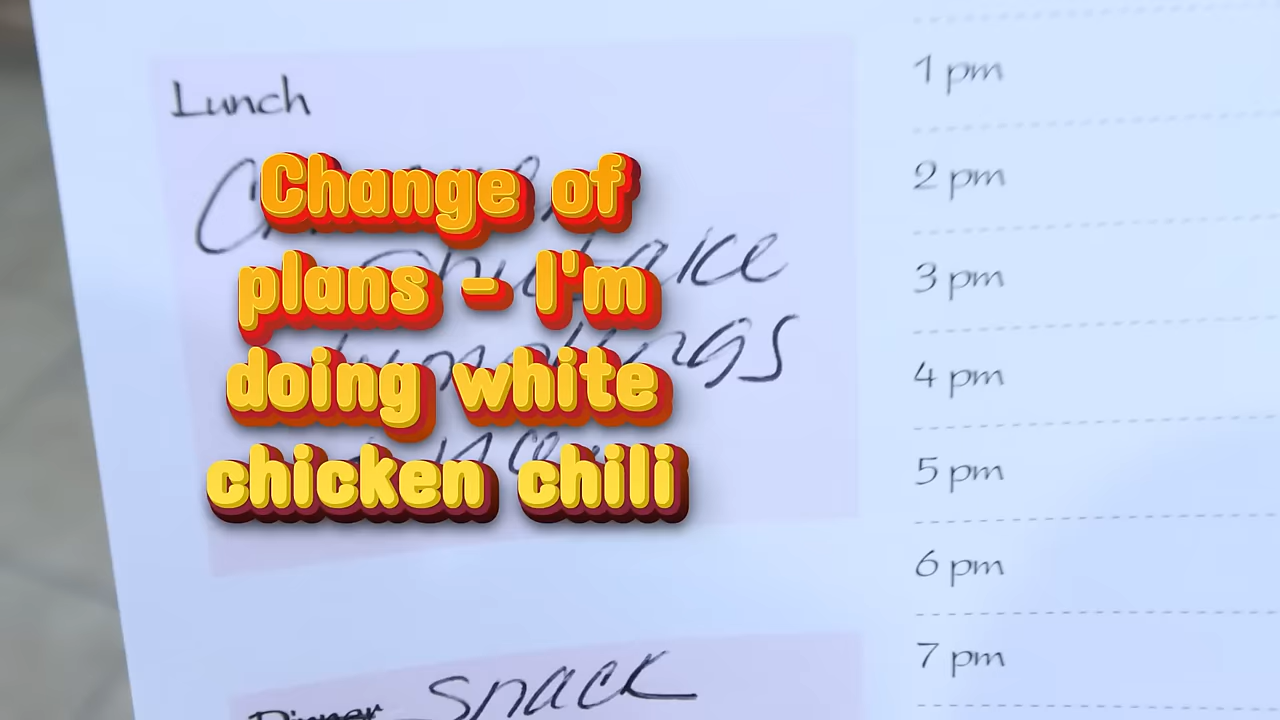 Lunch
Change of
plans - I'm
doing white
chicken chili
Dinner snack
1 pm
2 pm
3 pm
4 pm
5 pm
6 pm
7 pm